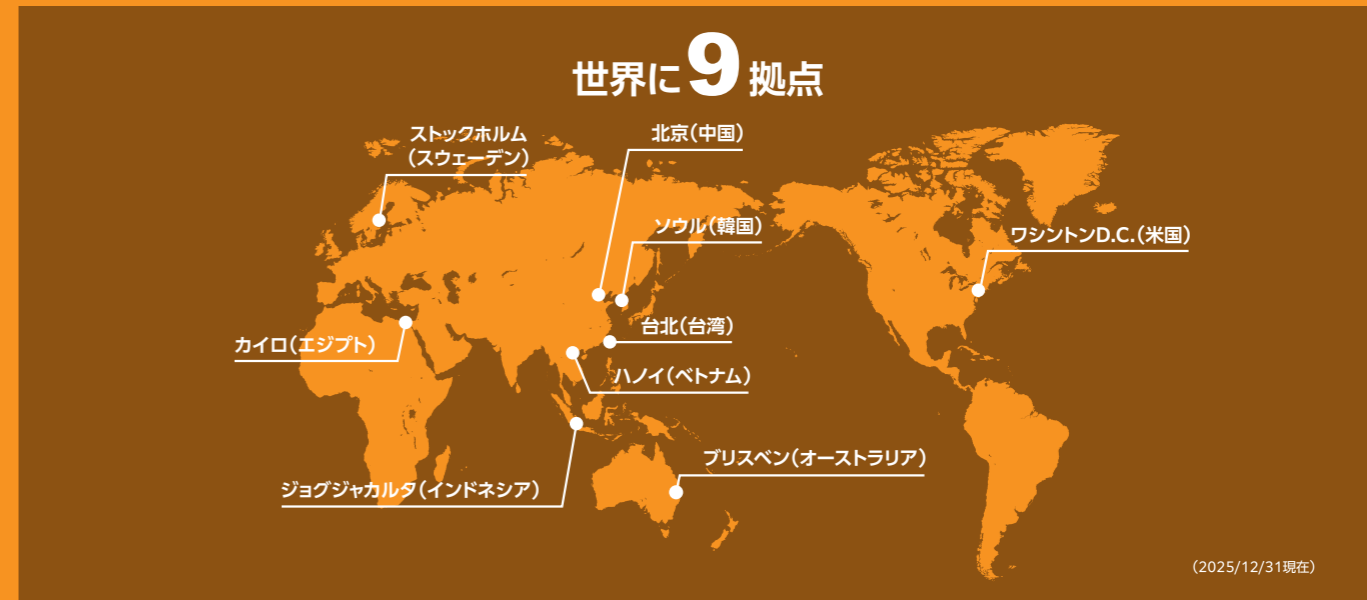 世界に9拠点
ストックホルム
（スウェーデン）
北京（中国）
ソウル（韓国）
ワシントンD.C.（米国）
台北（台湾）
カイロ（エジプト）
ハノイ（ベトナム）
ブリスベン（オーストラリア）
ジョグジャカルタ（インドネシア）
（2025/12/31現在）